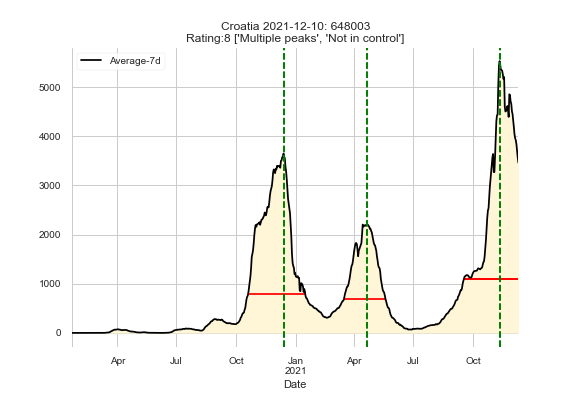 Croatia 2021-12-10: 648003
Rating:8 ['Multiple peaks', 'Not in control']
Average-7d
5000
4000
3000
2000
1000
0
Apr Jul Oct Jan Apr Jul Oct
2021
Date